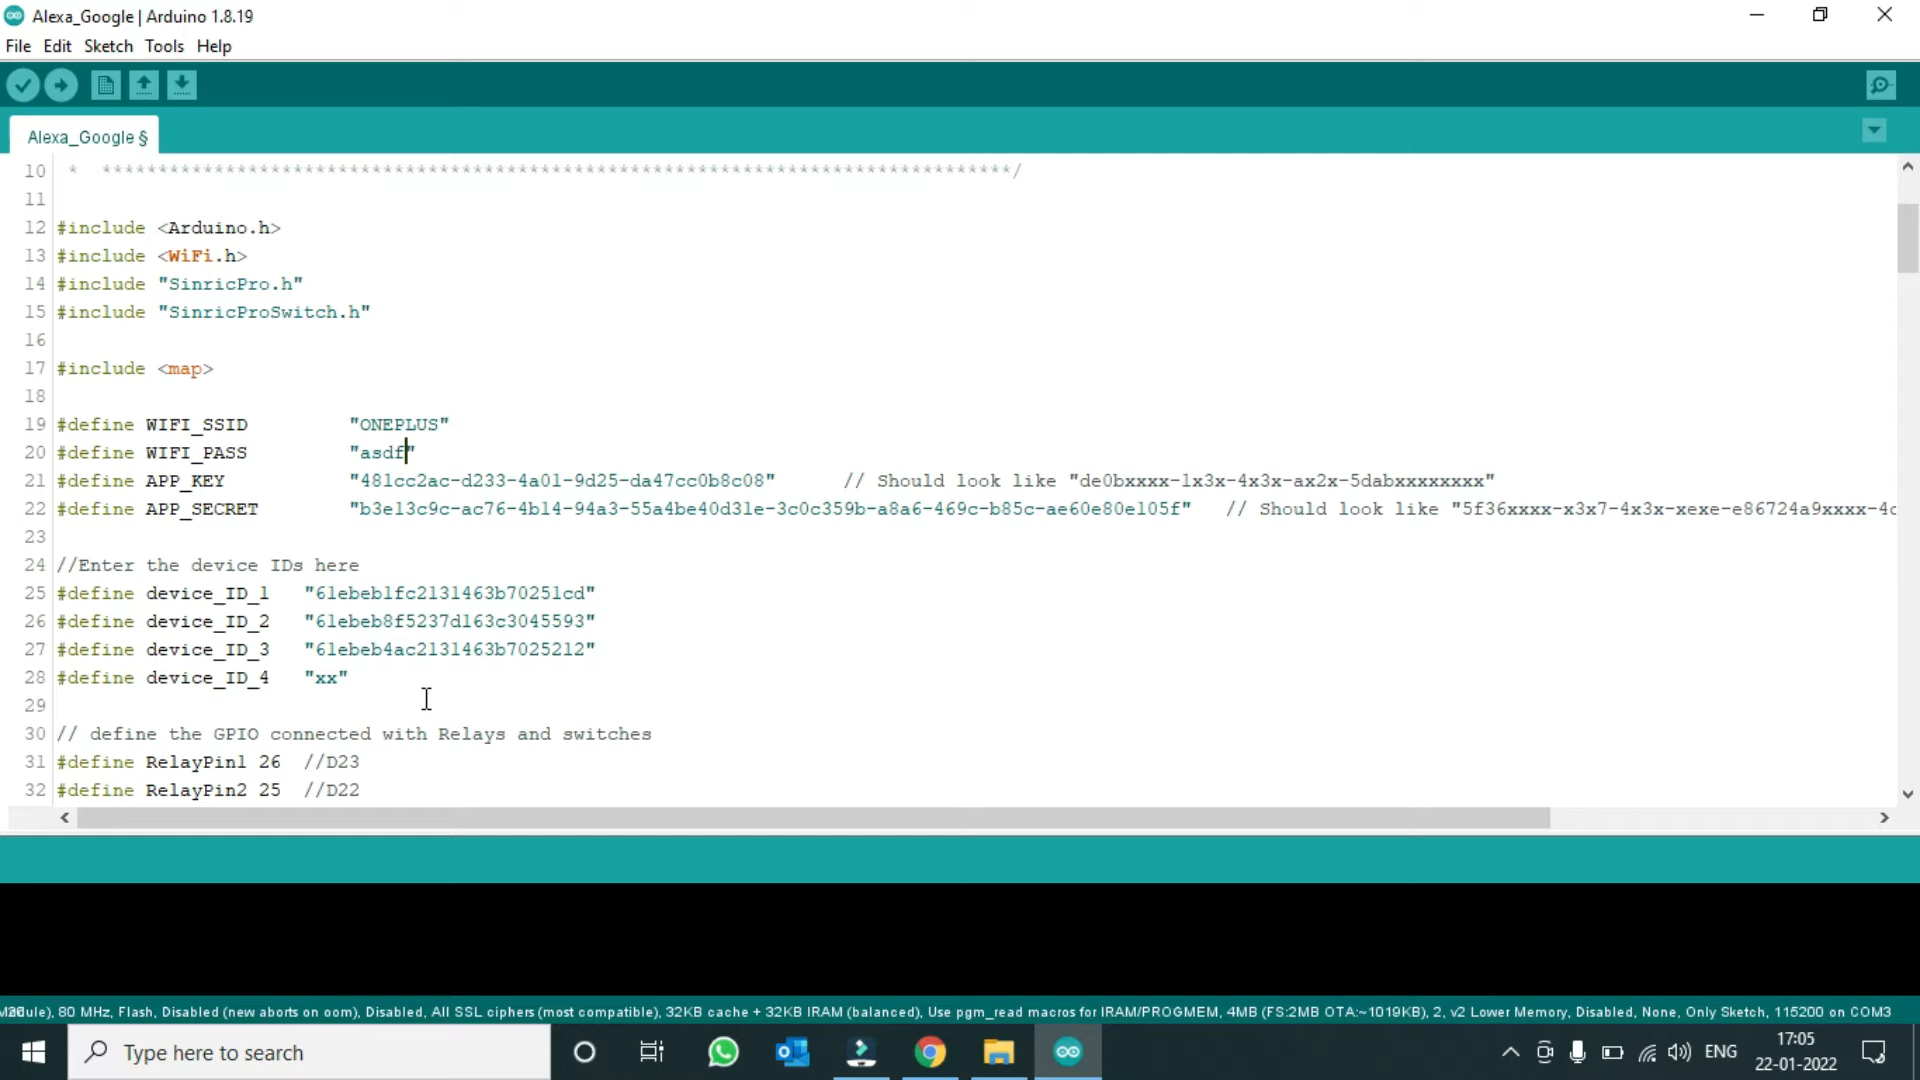 Alexa_Google | Arduino 1.8.19
File Edit Sketch Tools Help
Alexa_Google §
10 * **********************************************************************************/
11
12 #include <Arduino.h>
13 #include <WiFi.h>
14 #include "SinricPro.h"
15 #include "SinricProSwitch.h"
16
17 #include <map>
18
19 #define WIFI_SSID "ONEPLUS"
20 #define WIFI_PASS "asdf"
21 #define APP_KEY "481cc2ac-d233-4a01-9d25-da47cc0b8c08" // Should look like "de0bxxxx-1x3x-4x3x-ax2x-5dabxxxxxxxx"
22 #define APP_SECRET "b3e13c9c-ac76-4b14-94a3-55a4be40d31e-3c0c359b-a8a6-469c-b85c-ae60e80e105f" // Should look like "5f36xxxx-x3x7-4x3x-xexe-e86724a9xxxx-4c
23
24 //Enter the device IDs here
25 #define device_ID_1 "61ebeb1fc2131463b70251cd"
26 #define device_ID_2 "61ebeb8f5237d163c3045593"
27 #define device_ID_3 "61ebeb4ac2131463b7025212"
28 #define device_ID_4 "xx"
29
30 // define the GPIO connected with Relays and switches
31 #define RelayPin1 26 //D23
32 #define RelayPin2 25 //D22
80 MHz, Flash, Disabled (new aborts on oom), Disabled, All SSL ciphers (most compatible), 32KB cache + 32KB IRAM (balanced), Use pgm_read macros for IRAM/PROGMEM, 4MB (FS:2MB OTA:~1019KB), 2, v2 Lower Memory, Disabled, None, Only Sketch, 115200 on COM3
Type here to search
ENG
17:05
22-01-2022